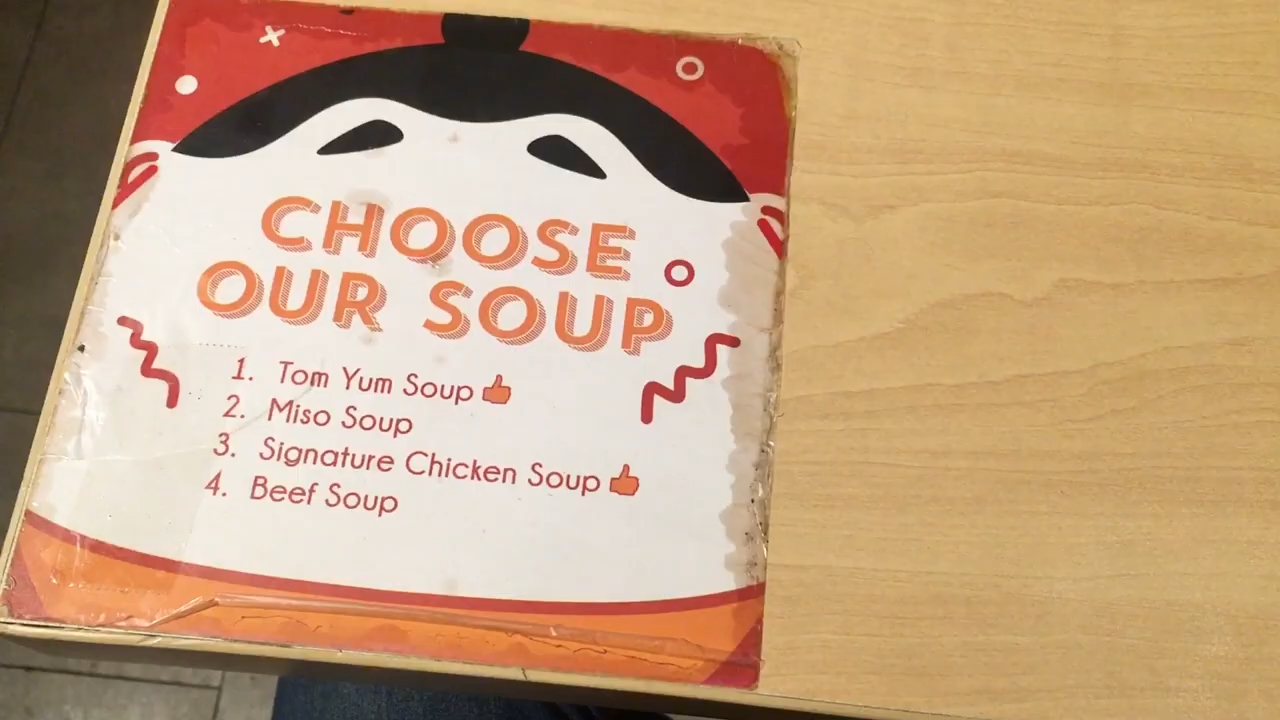 CHOOSE
OUR SOUP
1. Tom Yum Soup
2. Miso Soup
3. Signature Chicken Soup
4. Beef Soup